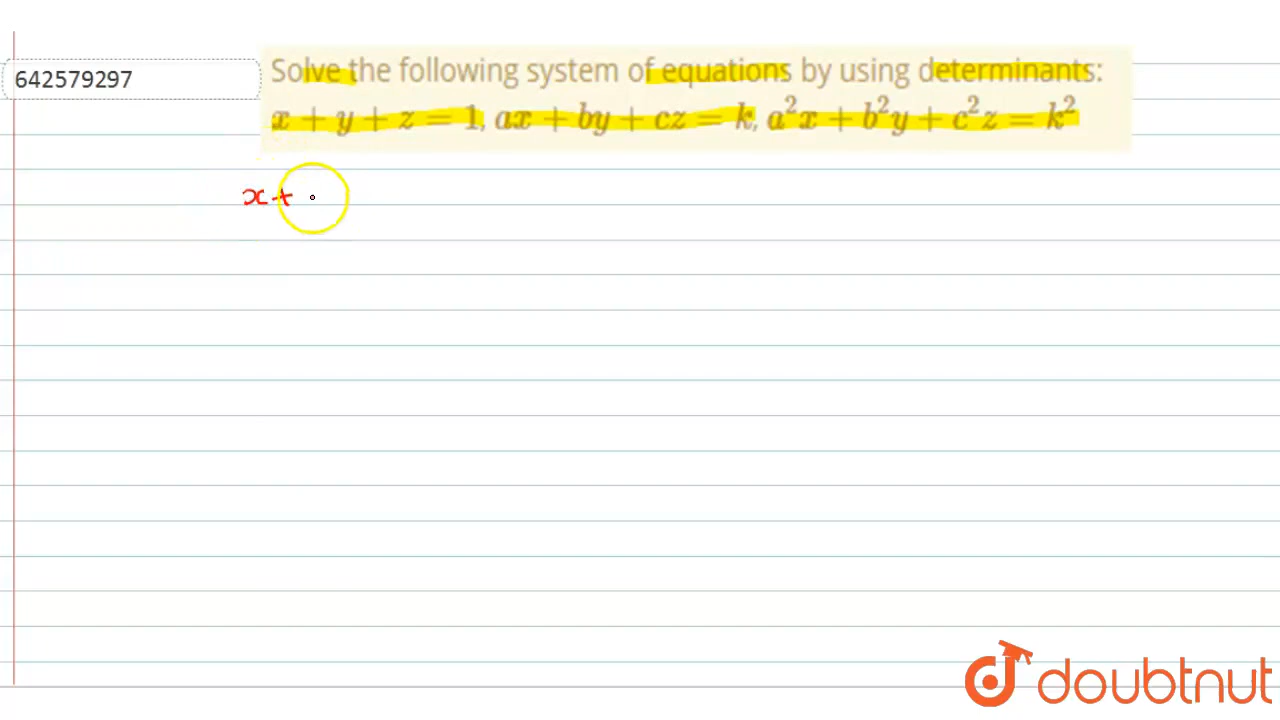 642579297
Solve the following system of equations by using determinants:
x + y + z = 1, ax + by + cz = k, a²x + b²y + c²z = k²
x +
doubtnut